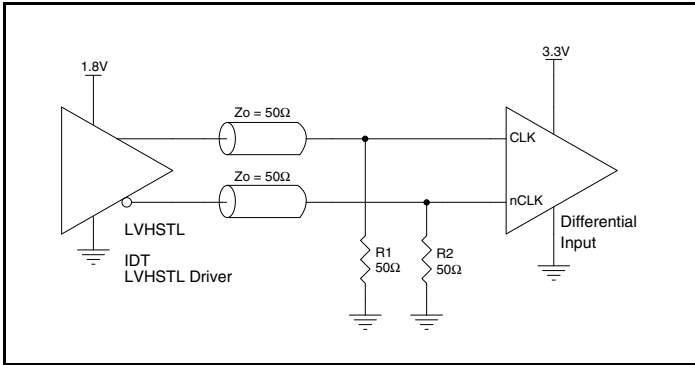 1.8V
3.3V
Zo = 50Ω
CLK
Zo = 50Ω
nCLK
LVHSTL
IDT
LVHSTL Driver
R1
50Ω
R2
50Ω
Differential
Input